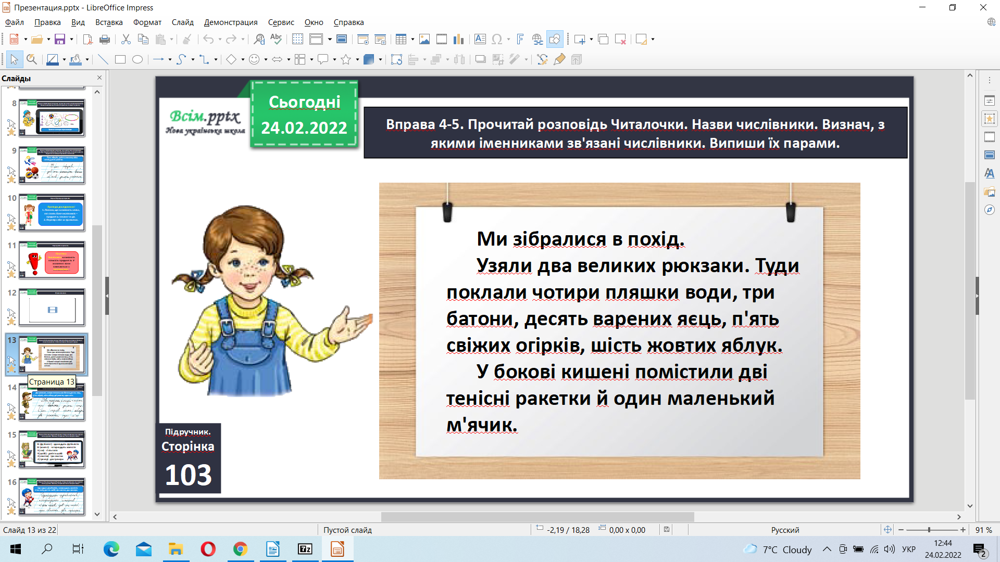 Презентация.pptx - LibreOffice Impress
Файл Правка Вид Вставка Формат Слайд Демонстрация Сервис Окно Справка
Слайды
8
9
10
11
12
13
Страница 13
14
15
16
Всім.pptx
Нова українська школа
Сьогодні
24.02.2022
Вправа 4-5. Прочитай розповідь Читалочки. Назви числівники. Визнач, з
якими іменниками зв'язані числівники. Випиши їх парами.
Ми зібралися в похід.
Узяли два великих рюкзаки. Туди
поклали чотири пляшки води, три
батони, десять варених яєць, п'ять
свіжих огірків, шість жовтих яблук.
У бокові кишені помістили дві
тенісні ракетки й один маленький
м'ячик.
Підручник.
Сторінка
103
Слайд 13 из 22
Пустой слайд
-2,19 / 18,28
0,00 x 0,00
Русский
91 %
7°C Cloudy
УКР
12:44
24.02.2022
2